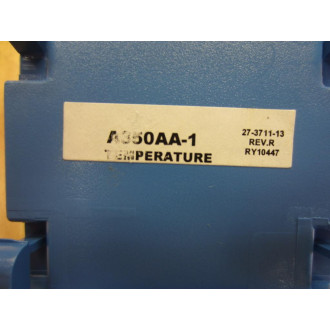 A350AA-1
TEMPERATURE
27-3711-13
REV.R
RY10447